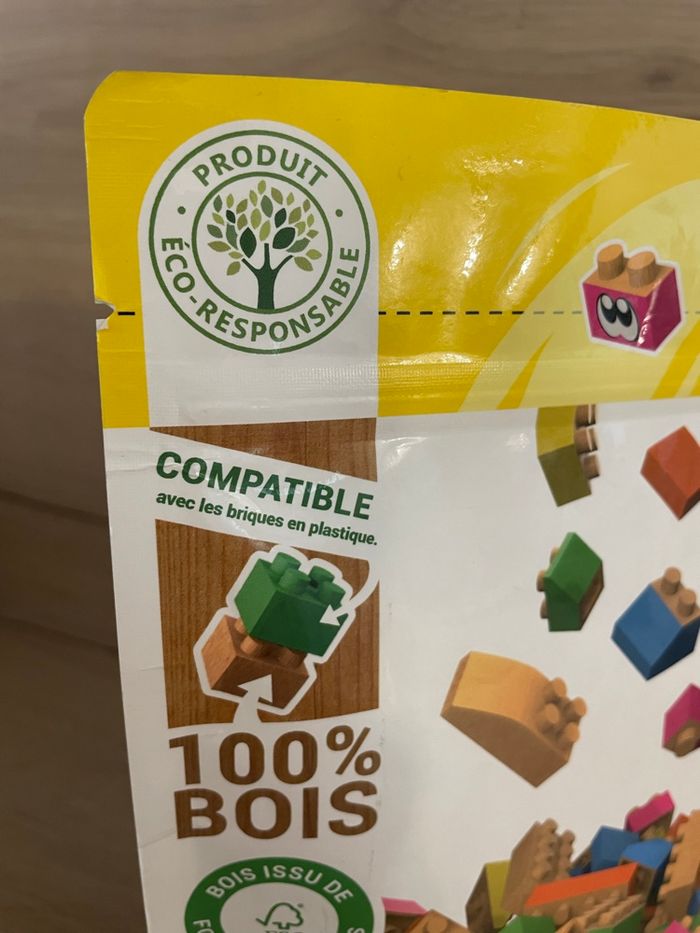 PRODUIT
ÉCO-RESPONSABLE
COMPATIBLE
avec les briques en plastique.
100%
BOIS
BOIS ISSU DE